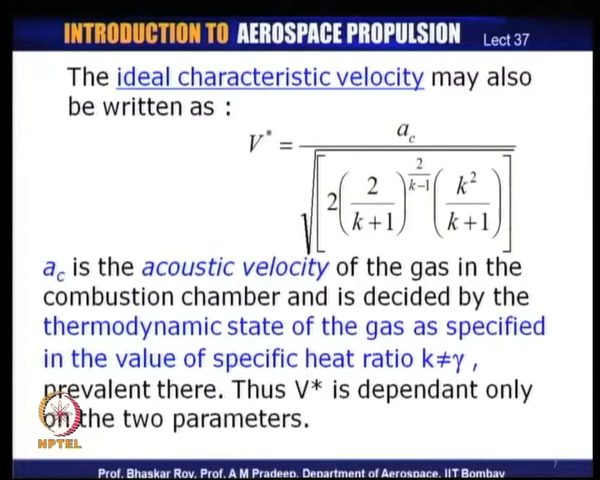 INTRODUCTION TO AEROSPACE PROPULSION Lect 37
The ideal characteristic velocity may also
be written as :
V* = a_c / √[2(2/(k+1))^(2/(k−1)) (k²/(k+1))]
a_c is the acoustic velocity of the gas in the
combustion chamber and is decided by the
thermodynamic state of the gas as specified
in the value of specific heat ratio k≠γ ,
prevalent there. Thus V* is dependant only
on the two parameters.
NPTEL
7
Prof. Bhaskar Roy, Prof. A M Pradeep, Department of Aerospace, IIT Bombay